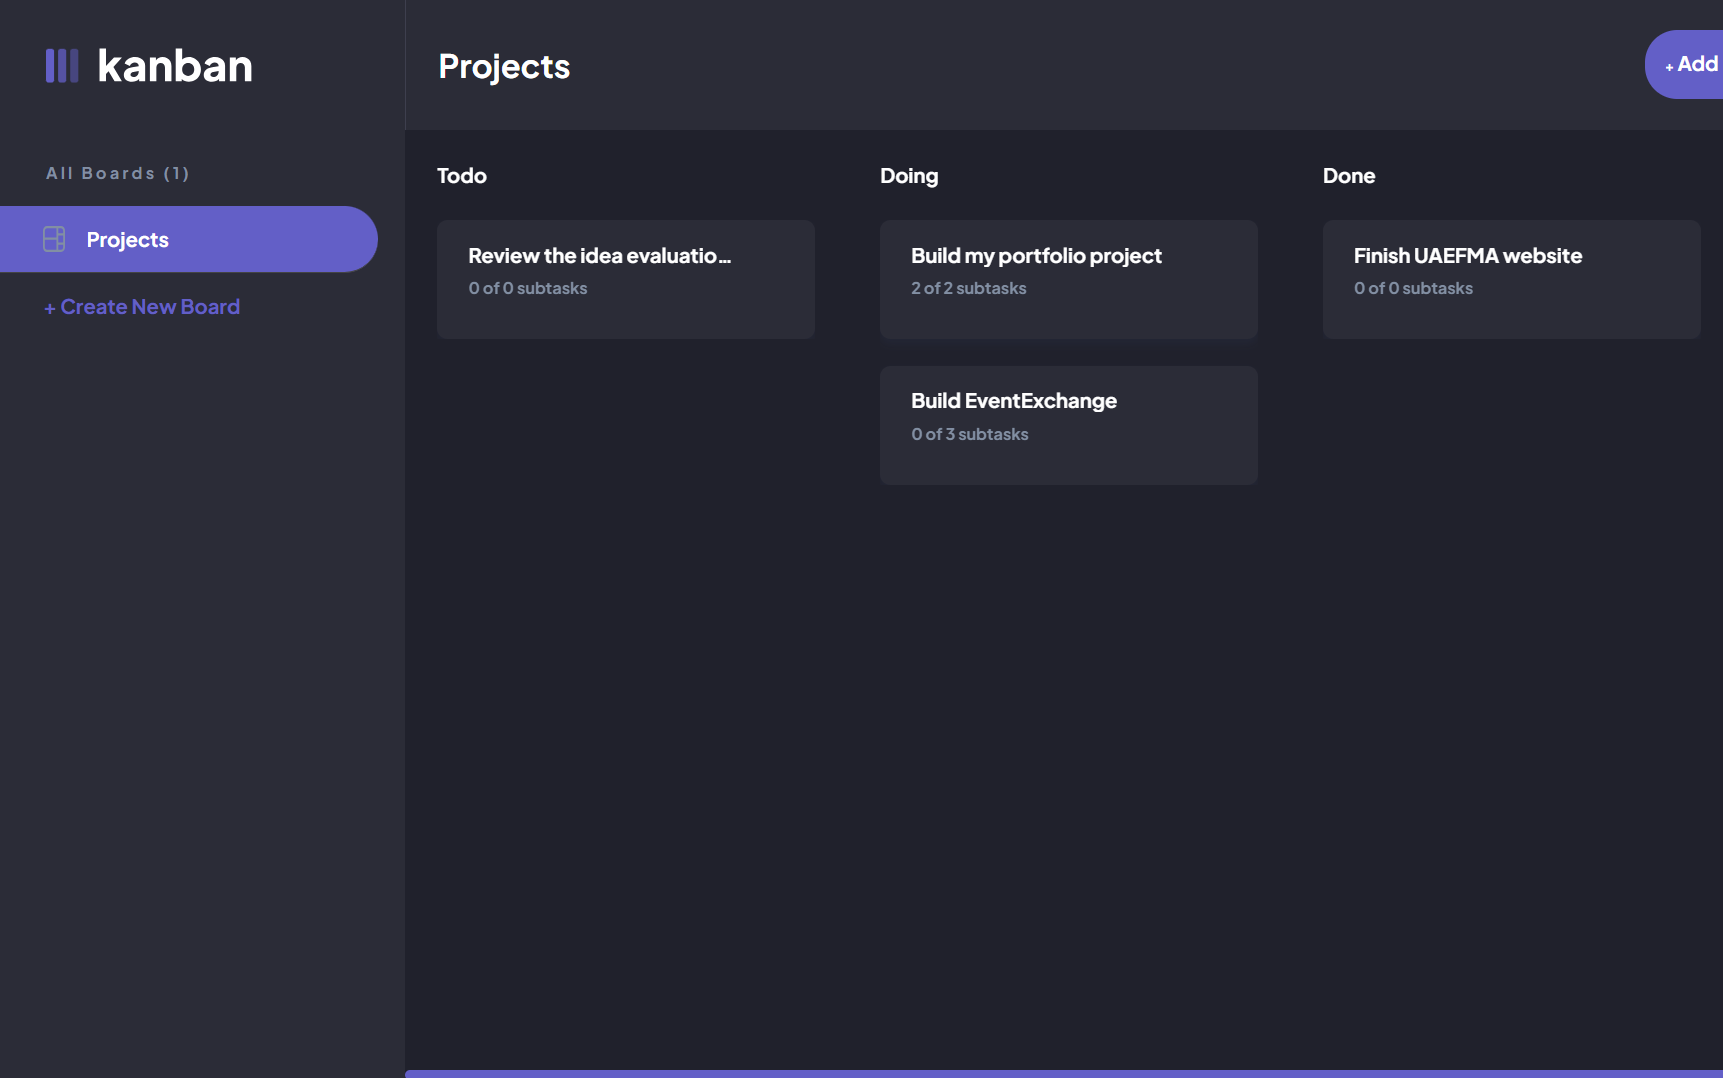 kanban
Projects
+ Add
All Boards (1)
Projects
+ Create New Board
Todo
Review the idea evaluatio...
0 of 0 subtasks
Doing
Build my portfolio project
2 of 2 subtasks
Build EventExchange
0 of 3 subtasks
Done
Finish UAEFMA website
0 of 0 subtasks